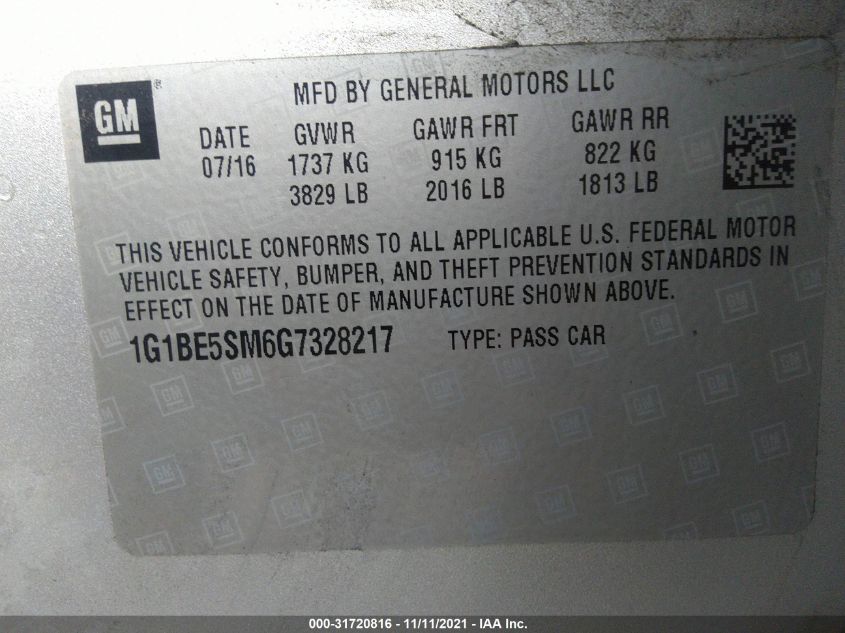 GM
MFD BY GENERAL MOTORS LLC
DATE GVWR GAWR FRT GAWR RR
07/16 1737 KG 915 KG 822 KG
3829 LB 2016 LB 1813 LB
THIS VEHICLE CONFORMS TO ALL APPLICABLE U.S. FEDERAL MOTOR
VEHICLE SAFETY, BUMPER, AND THEFT PREVENTION STANDARDS IN
EFFECT ON THE DATE OF MANUFACTURE SHOWN ABOVE.
1G1BE5SM6G7328217 TYPE: PASS CAR
000-31720816 - 11/11/2021 - IAA Inc.